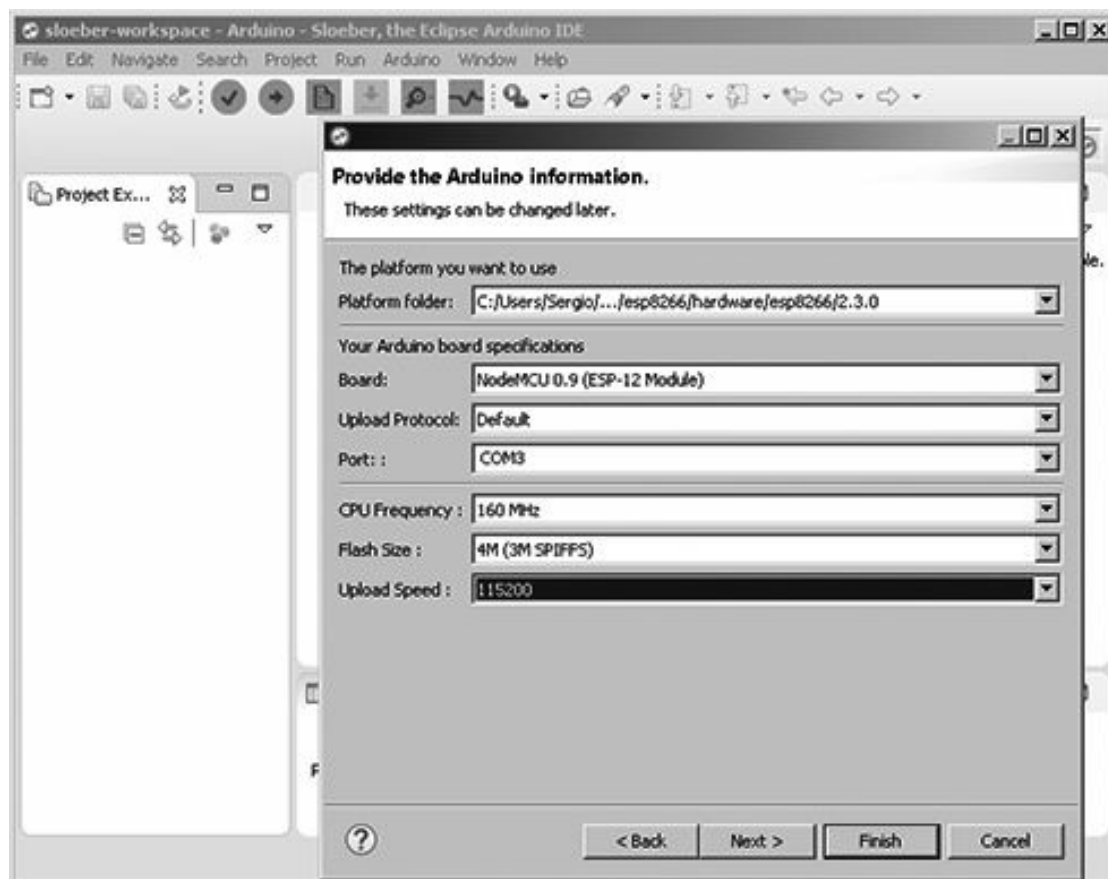 sloeber-workspace - Arduino - Sloeber, the Eclipse Arduino IDE
File Edit Navigate Search Project Run Arduino Window Help
Project Ex...
Provide the Arduino information.
These settings can be changed later.
The platform you want to use
Platform folder: C:/Users/Sergio/.../esp8266/hardware/esp8266/2.3.0
Your Arduino board specifications
Board: NodeMCU 0.9 (ESP-12 Module)
Upload Protocol: Default
Port: : COM3
CPU Frequency : 160 MHz
Flash Size : 4M (3M SPIFFS)
Upload Speed : 115200
? < Back Next > Finish Cancel